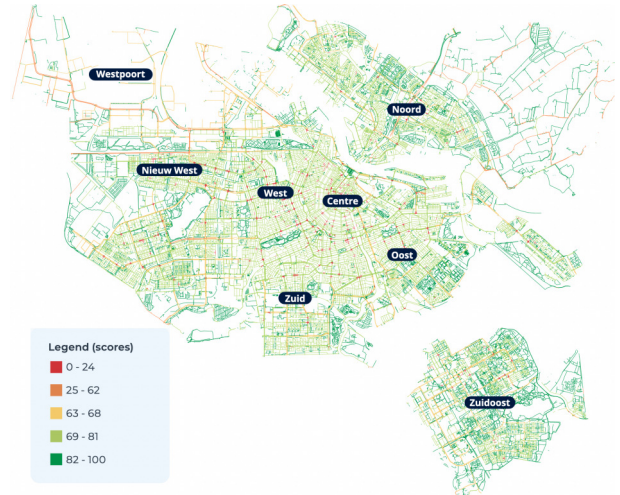 Westpoort
Noord
Nieuw West
West
Centre
Oost
Zuid
Legend (scores)
0 - 24
25 - 62
63 - 68
69 - 81
82 - 100
Zuidoost